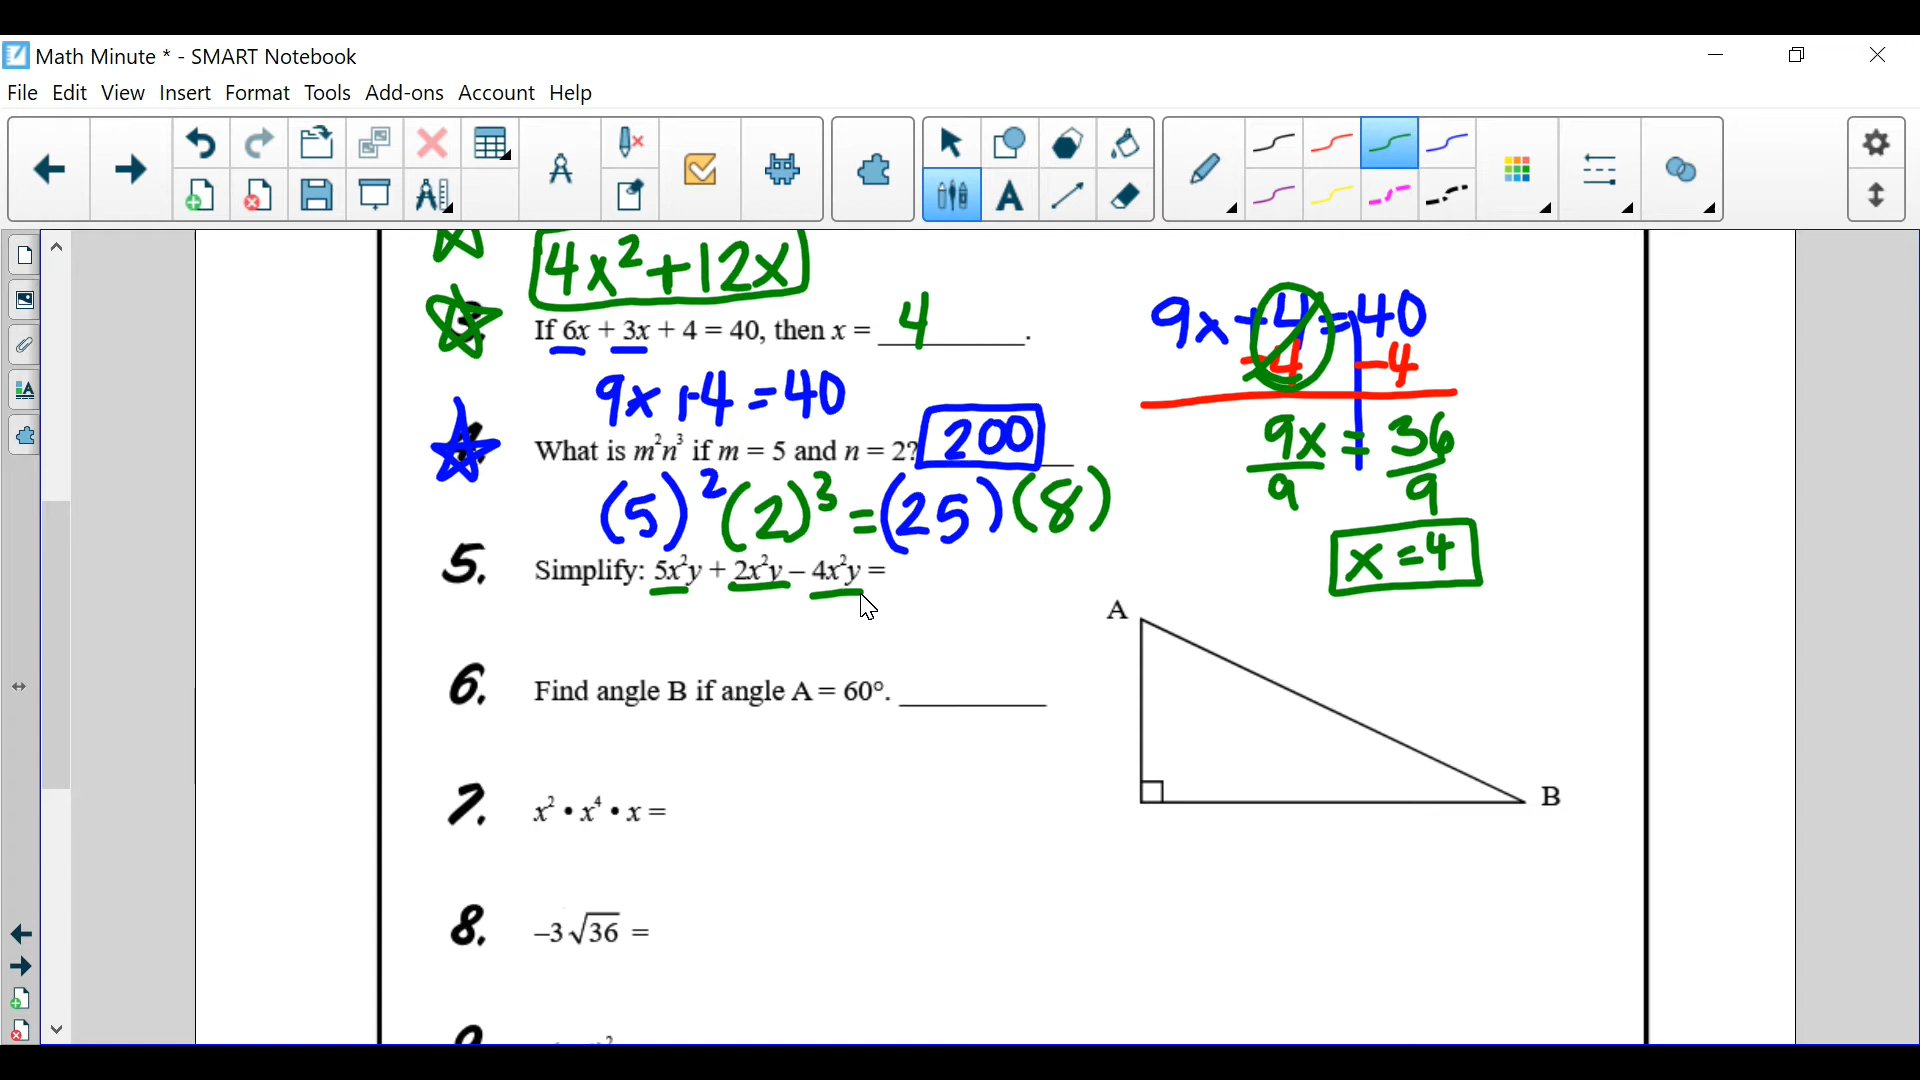 Math Minute * - SMART Notebook
File Edit View Insert Format Tools Add-ons Account Help
4x² + 12x
If 6x + 3x + 4 = 40, then x = 4.
9x + 4 = 40
What is m²n³ if m = 5 and n = 2? 200
(5)² (2)³ = (25) (8)
5. Simplify: 5x²y + 2x²y – 4x²y =
6. Find angle B if angle A = 60°. __________
7. x² • x⁴ • x =
8. –3√36 =
9x + 4 = 40
-4 -4
9x = 36
9 9
x = 4
A
B